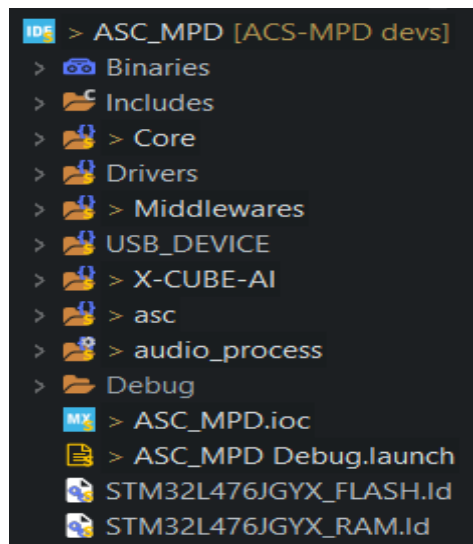 IDE > ASC_MPD [ACS-MPD devs]
> Binaries
> Includes
> > Core
> Drivers
> > Middlewares
> USB_DEVICE
> > X-CUBE-AI
> > asc
> > audio_process
> Debug
MX > ASC_MPD.ioc
> ASC_MPD Debug.launch
STM32L476JGYX_FLASH.ld
STM32L476JGYX_RAM.ld